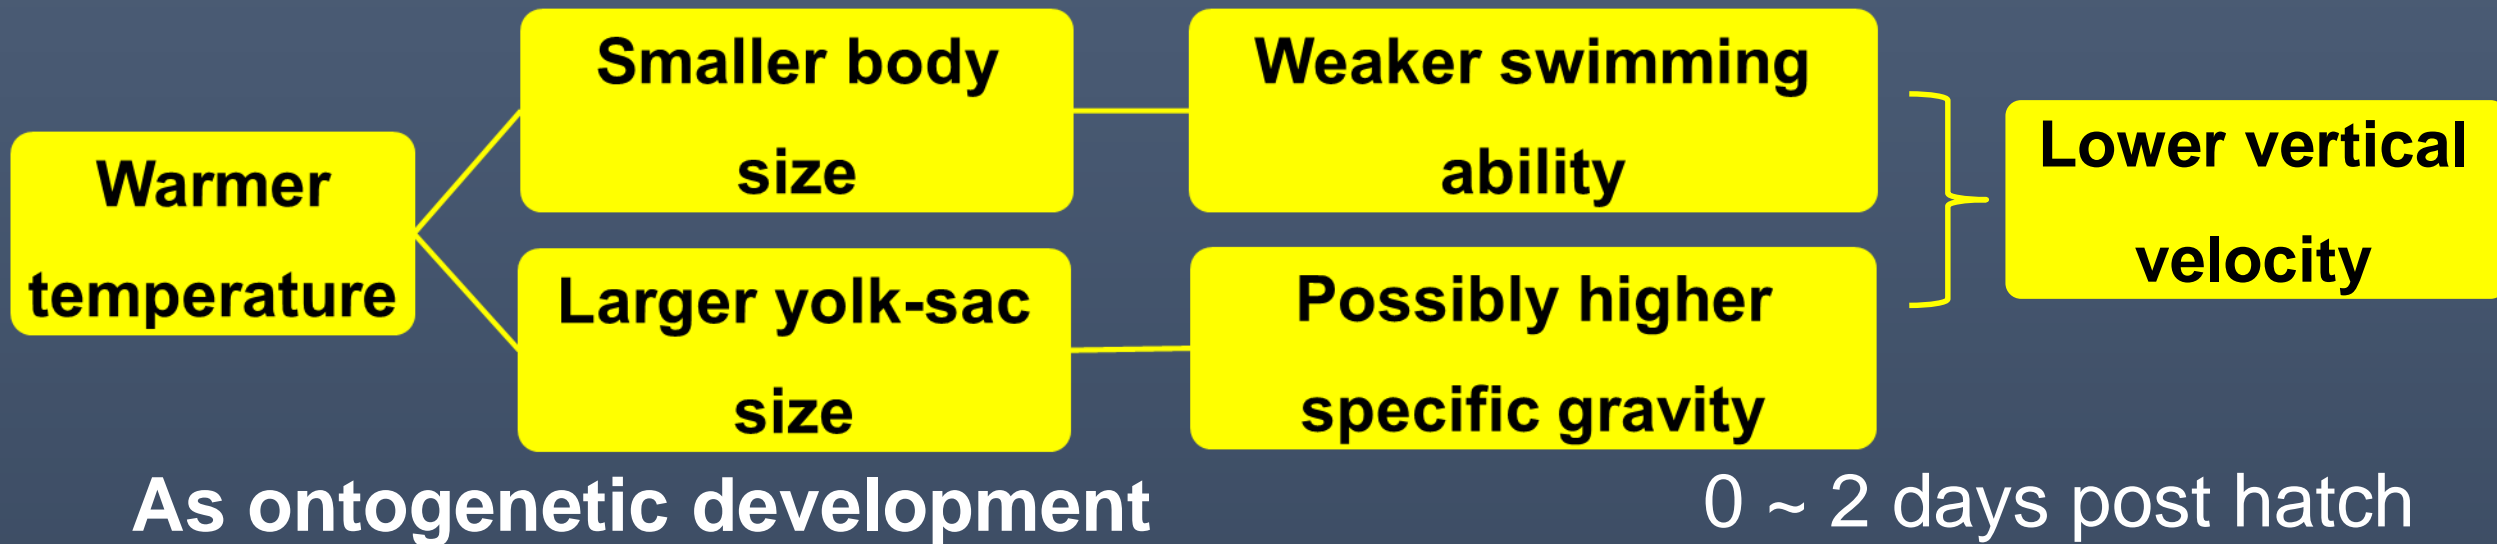 Warmer
temperature
Smaller body
size
Weaker swimming
ability
Larger yolk-sac
size
Possibly higher
specific gravity
Lower vertical
velocity
As ontogenetic development
0 ~ 2 days post hatch